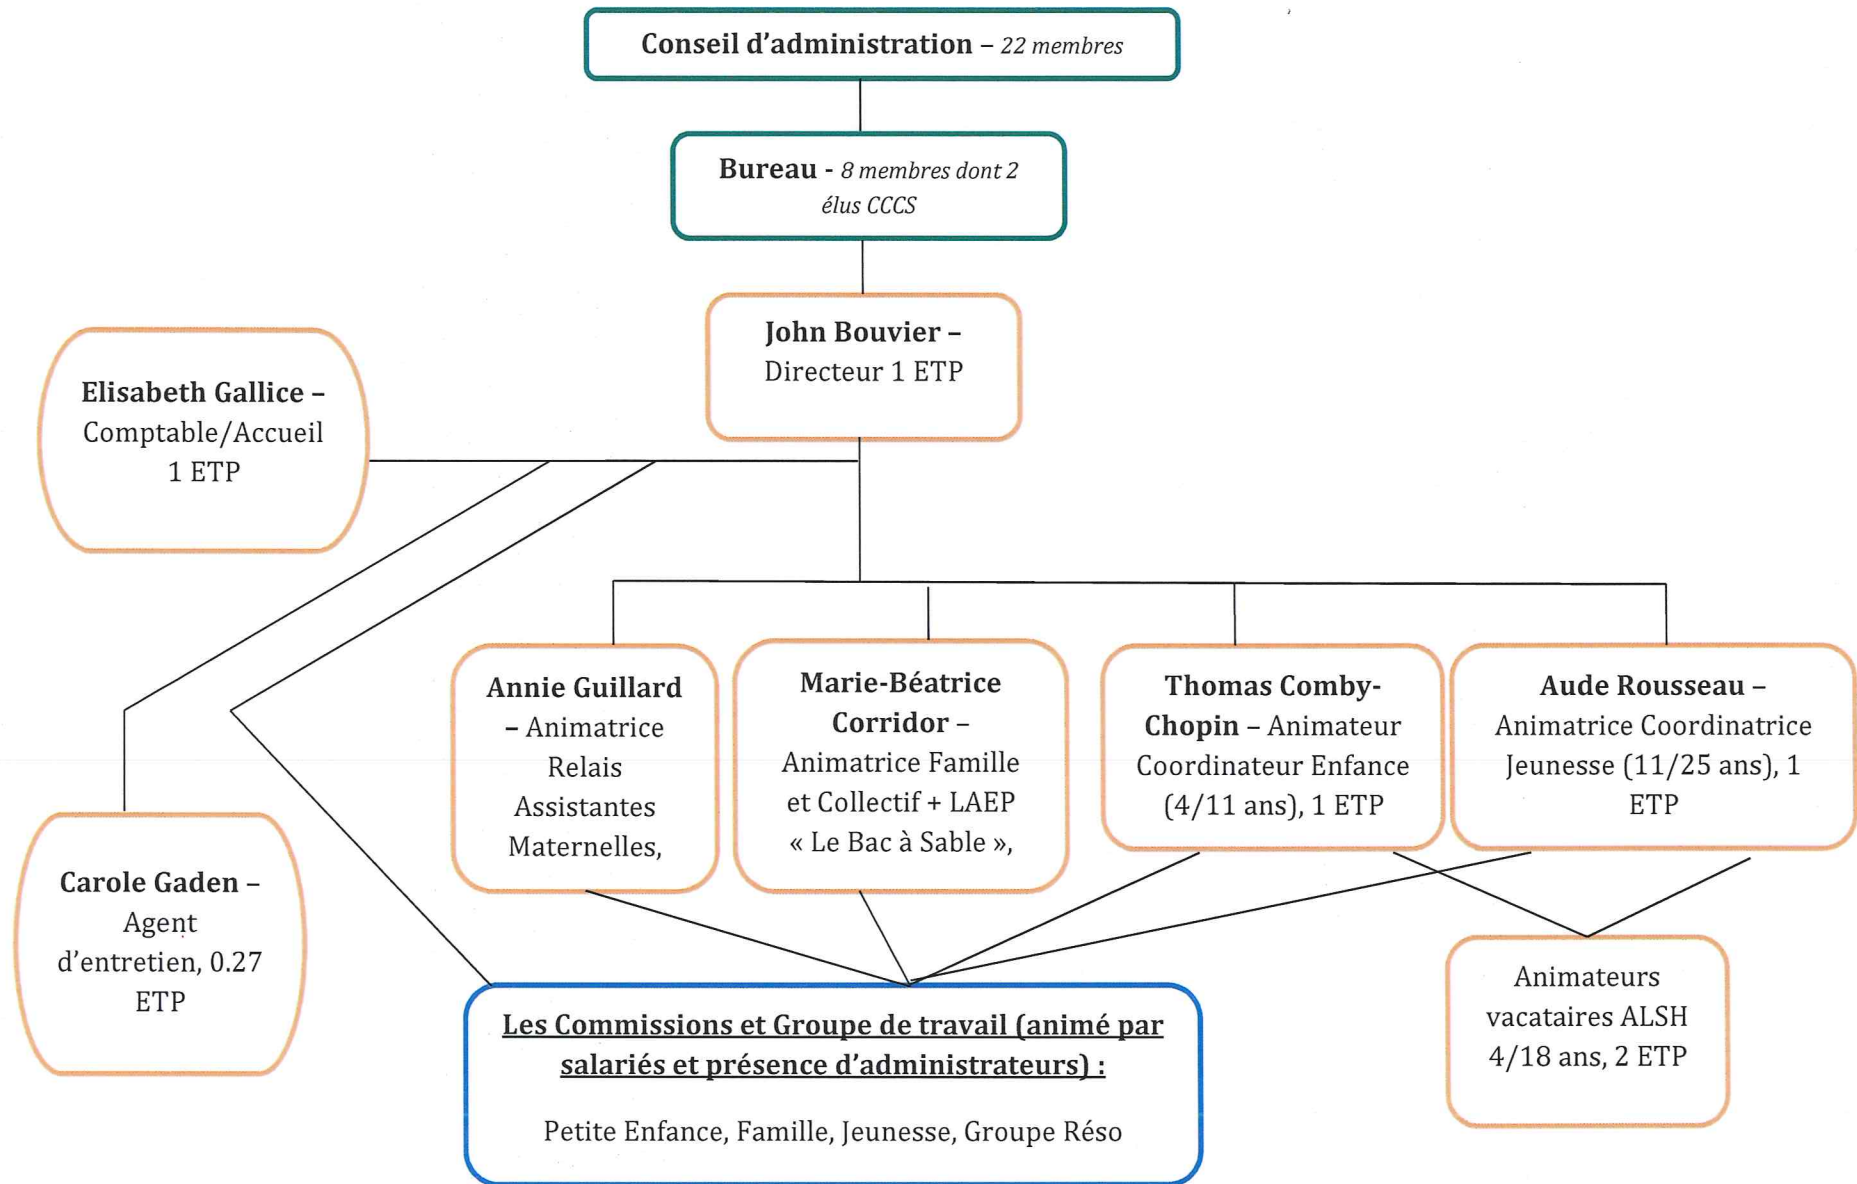 Conseil d’administration – 22 membres
Bureau - 8 membres dont 2
élus CCCS
John Bouvier –
Directeur 1 ETP
Elisabeth Gallice –
Comptable/Accueil
1 ETP
Annie Guillard
– Animatrice
Relais
Assistantes
Maternelles,
Marie-Béatrice
Corridor –
Animatrice Famille
et Collectif + LAEP
« Le Bac à Sable »,
Thomas Comby-
Chopin – Animateur
Coordinateur Enfance
(4/11 ans), 1 ETP
Aude Rousseau –
Animatrice Coordinatrice
Jeunesse (11/25 ans), 1
ETP
Carole Gaden –
Agent
d’entretien, 0.27
ETP
Les Commissions et Groupe de travail (animé par
salariés et présence d’administrateurs) :
Petite Enfance, Famille, Jeunesse, Groupe Réso
Animateurs
vacataires ALSH
4/18 ans, 2 ETP